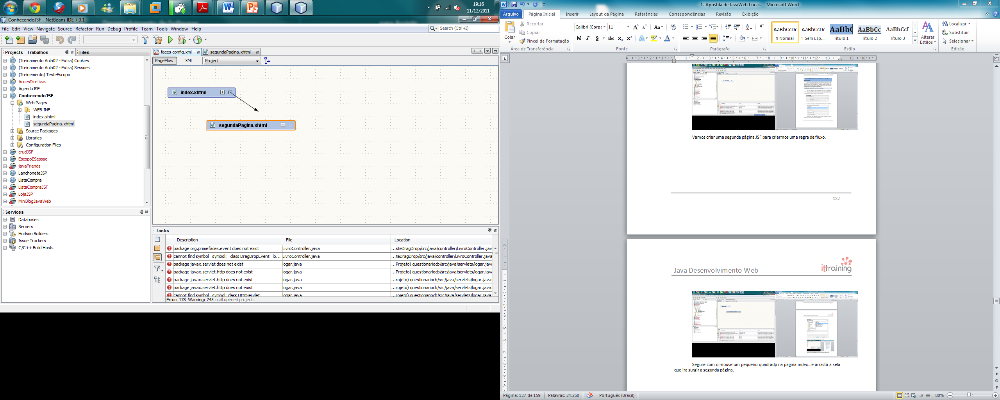 19:16
11/12/2011
ConhecendoJSF - NetBeans IDE 7.0.1
File Edit View Navigate Source Refactor Run Debug Profile Team Tools Window Help
Search (Ctrl+I)
Projects - Trabalhos
Files
(Treinamento Aula02 - Extra) Cookies
(Treinamento Aula02 - Extra) Sessoes
(Treinemento) TesteEscopo
AcoesDiretivas
AgendaJSF
ConhecendoJSF
Web Pages
WEB-INF
index.xhtml
segundaPagina.xhtml
Source Packages
Libraries
Configuration Files
crudJSF
EscopoESessao
javaFriends
LanchoneteJSP
ListaCompra
ListaCompraJSF
LojaJSP
MiniBlogJavaWeb
Services
Databases
Servers
Hudson Builders
Issue Trackers
C/C++ Build Hosts
faces-config.xml
segundaPagina.xhtml
PageFlow XML Project
index.xhtml
segundaPagina.xhtml
Tasks
Description File Location
package org.primefaces.event does not exist LivroController.java ...steDragDrop/src/java/controller/LivroController.jav
cannot find symbol symbol: class DragDropEvent lo... LivroController.java ...teDragDrop/src/java/controller/LivroController.java
package javax.servlet does not exist logar.java ...Projeto) questionariocb/src/java/servlets/logar.java
package javax.servlet.http does not exist logar.java ...Projeto) questionariocb/src/java/servlets/logar.java
package javax.servlet.http does not exist logar.java ...rojeto) questionariocb/src/java/servlets/logar.java
package javax.servlet.http does not exist logar.java ...rojeto) questionariocb/src/java/servlets/logar.java
cannot find symbol symbol: class HttpServlet logar.java ...rojeto) questionariocb/src/java/servlets/logar.java
Error: 178 Warning: 745 in all opened projects
1. Apostila de JavaWeb Lucas - Microsoft Word
Arquivo Página Inicial Inserir Layout da Página Referências Correspondências Revisão Exibição
Colar
Recortar
Copiar
Pincel de Formatação
Área de Transferência
Calibri (Corpo 11
N I S abc x₂ x²
Fonte
Parágrafo
AaBbCcDc AaBbCcDc AaBbC AaBbCc AaBbCcI
¶ Normal ¶ Sem Esp... Título 1 Título 2 Título 3
Alterar Estilos
Estilo
Localizar
Substituir
Selecionar
Edição
Vamos criar uma segunda página JSF para criarmos uma regra de fluxo.
122
Java Desenvolvimento Web
ittraining
Segure com o mouse um pequeno quadradp na pagina index...e arrasta a seta
que ira surgir a segunda página.
Página: 127 de 159 Palavras: 24.250 Português (Brasil) 80%